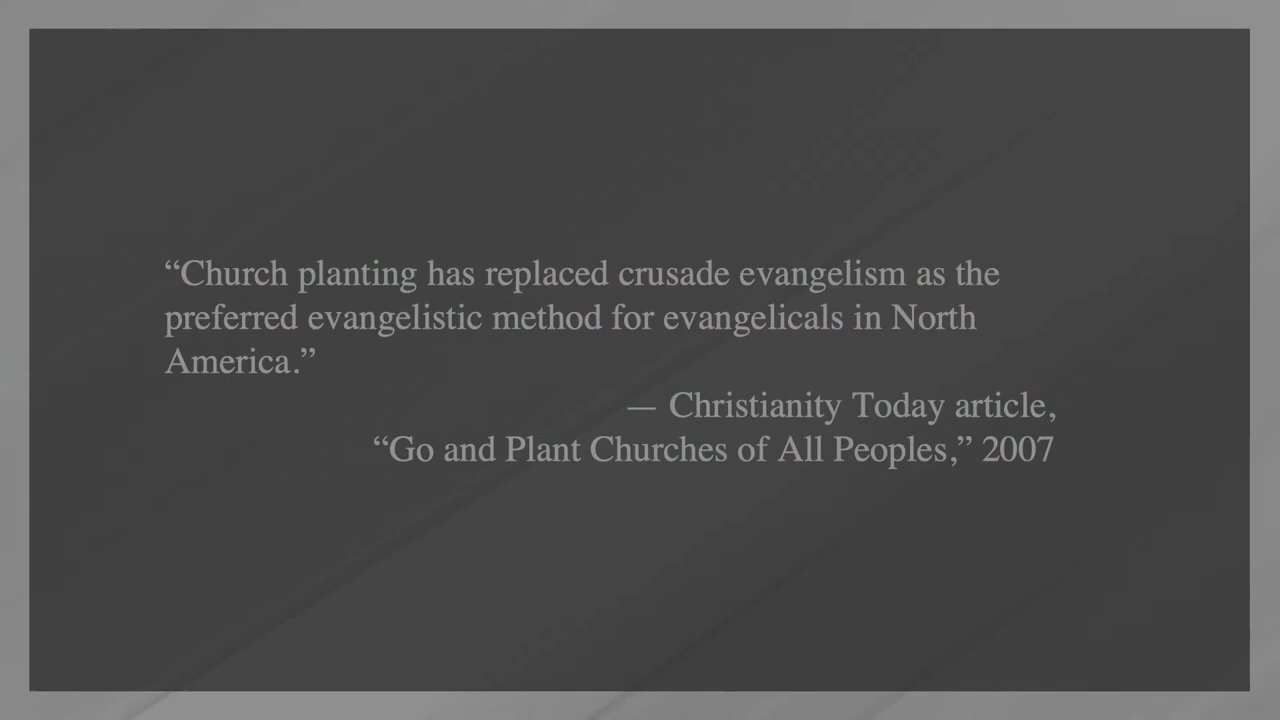 “Church planting has replaced crusade evangelism as the
preferred evangelistic method for evangelicals in North
America.”
— Christianity Today article,
“Go and Plant Churches of All Peoples,” 2007